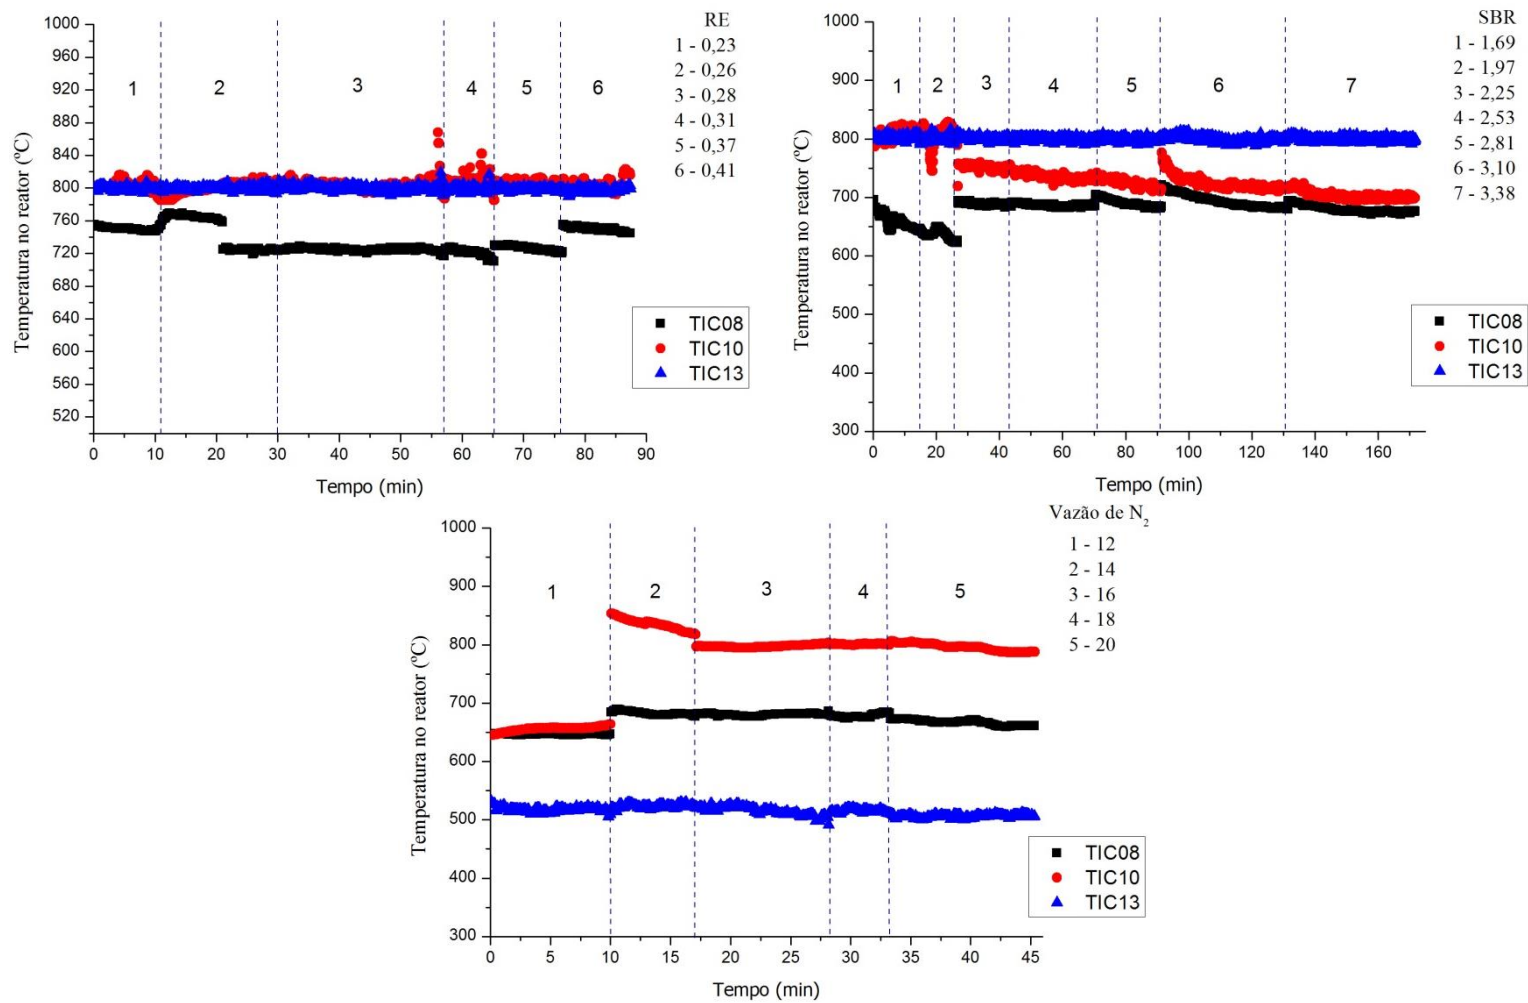 RE
1 - 0,23
2 - 0,26
3 - 0,28
4 - 0,31
5 - 0,37
6 - 0,41
Temperatura no reator (ºC)
1000
960
920
880
840
800
760
720
680
640
600
560
520
1 2 3 4 5 6
TIC08
TIC10
TIC13
0 10 20 30 40 50 60 70 80 90
Tempo (min)
SBR
1 - 1,69
2 - 1,97
3 - 2,25
4 - 2,53
5 - 2,81
6 - 3,10
7 - 3,38
Temperatura no reator (ºC)
1000
900
800
700
600
500
400
300
1 2 3 4 5 6 7
TIC08
TIC10
TIC13
0 20 40 60 80 100 120 140 160
Tempo (min)
Vazão de N₂
1 - 12
2 - 14
3 - 16
4 - 18
5 - 20
Temperatura no reator (ºC)
1000
900
800
700
600
500
400
300
1 2 3 4 5
TIC08
TIC10
TIC13
0 5 10 15 20 25 30 35 40 45
Tempo (min)